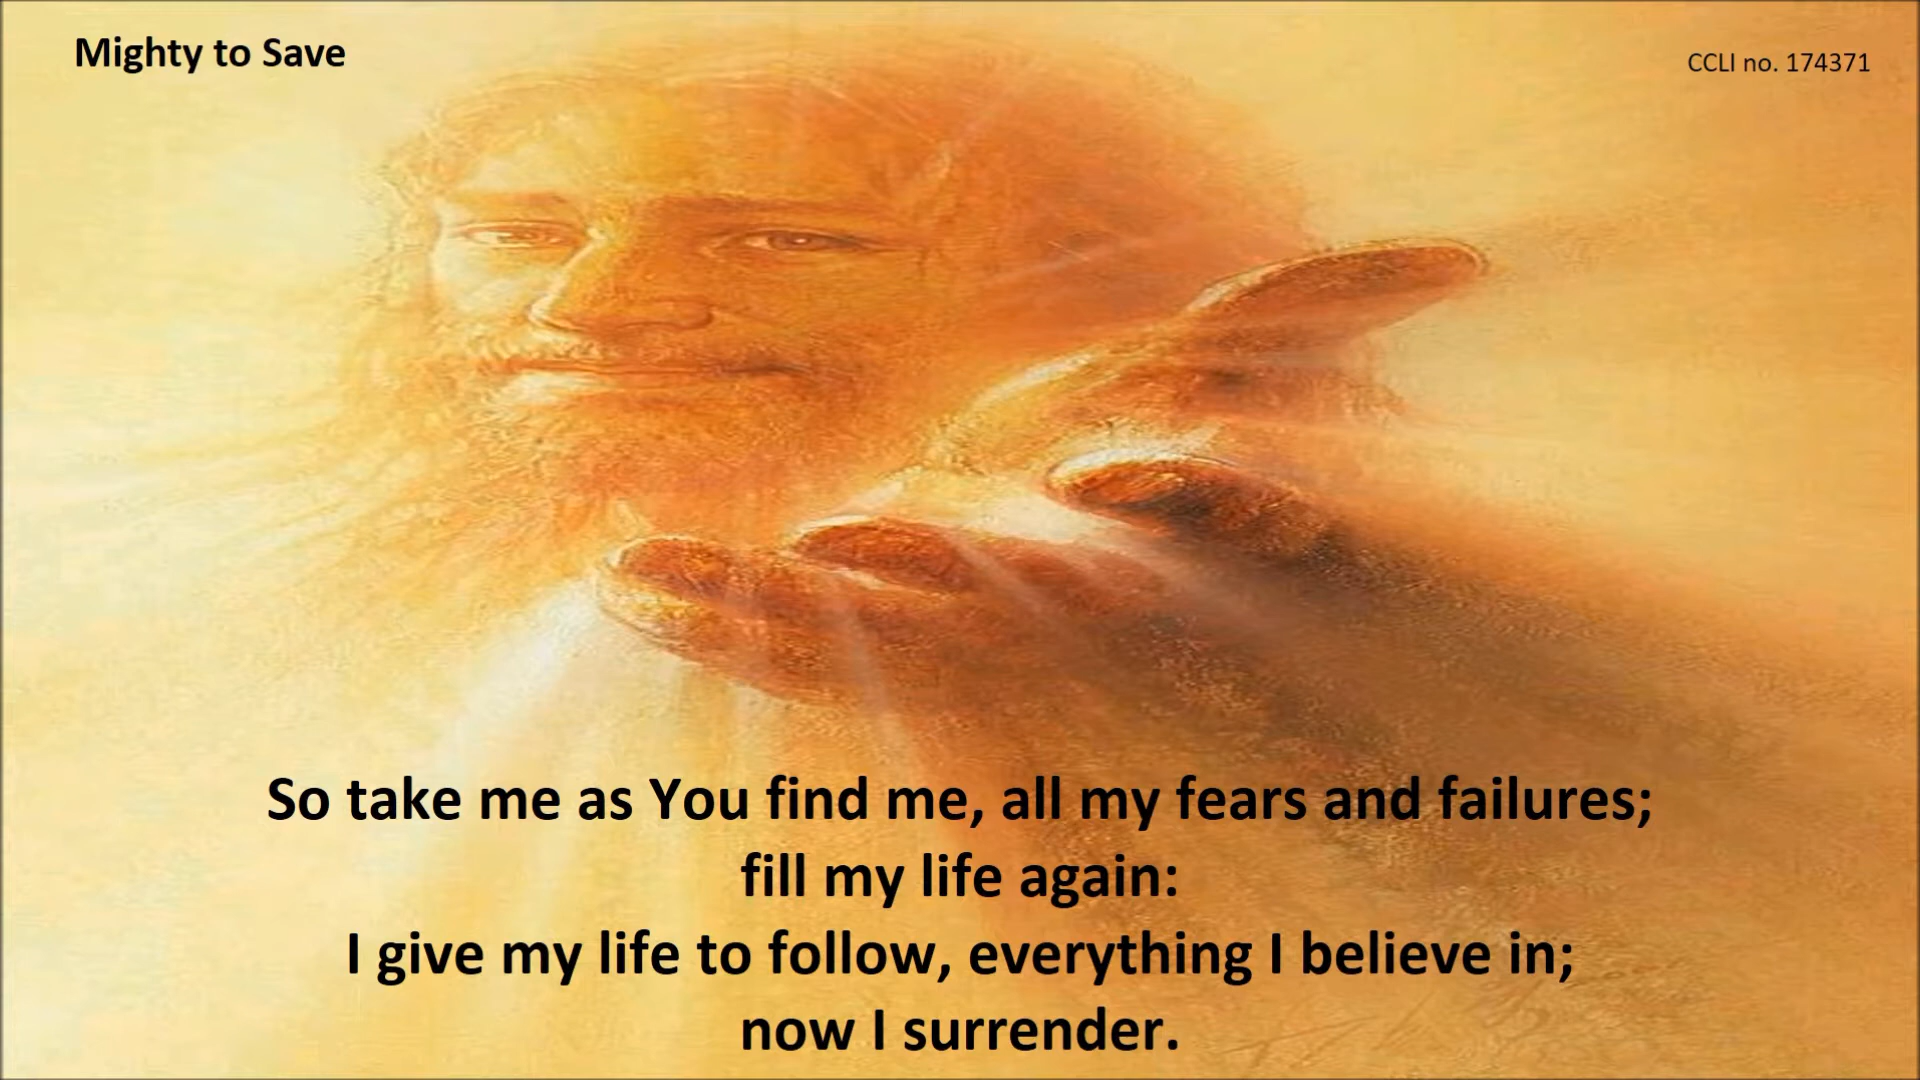 Mighty to Save
CCLI no. 174371
So take me as You find me, all my fears and failures;
fill my life again:
I give my life to follow, everything I believe in;
now I surrender.